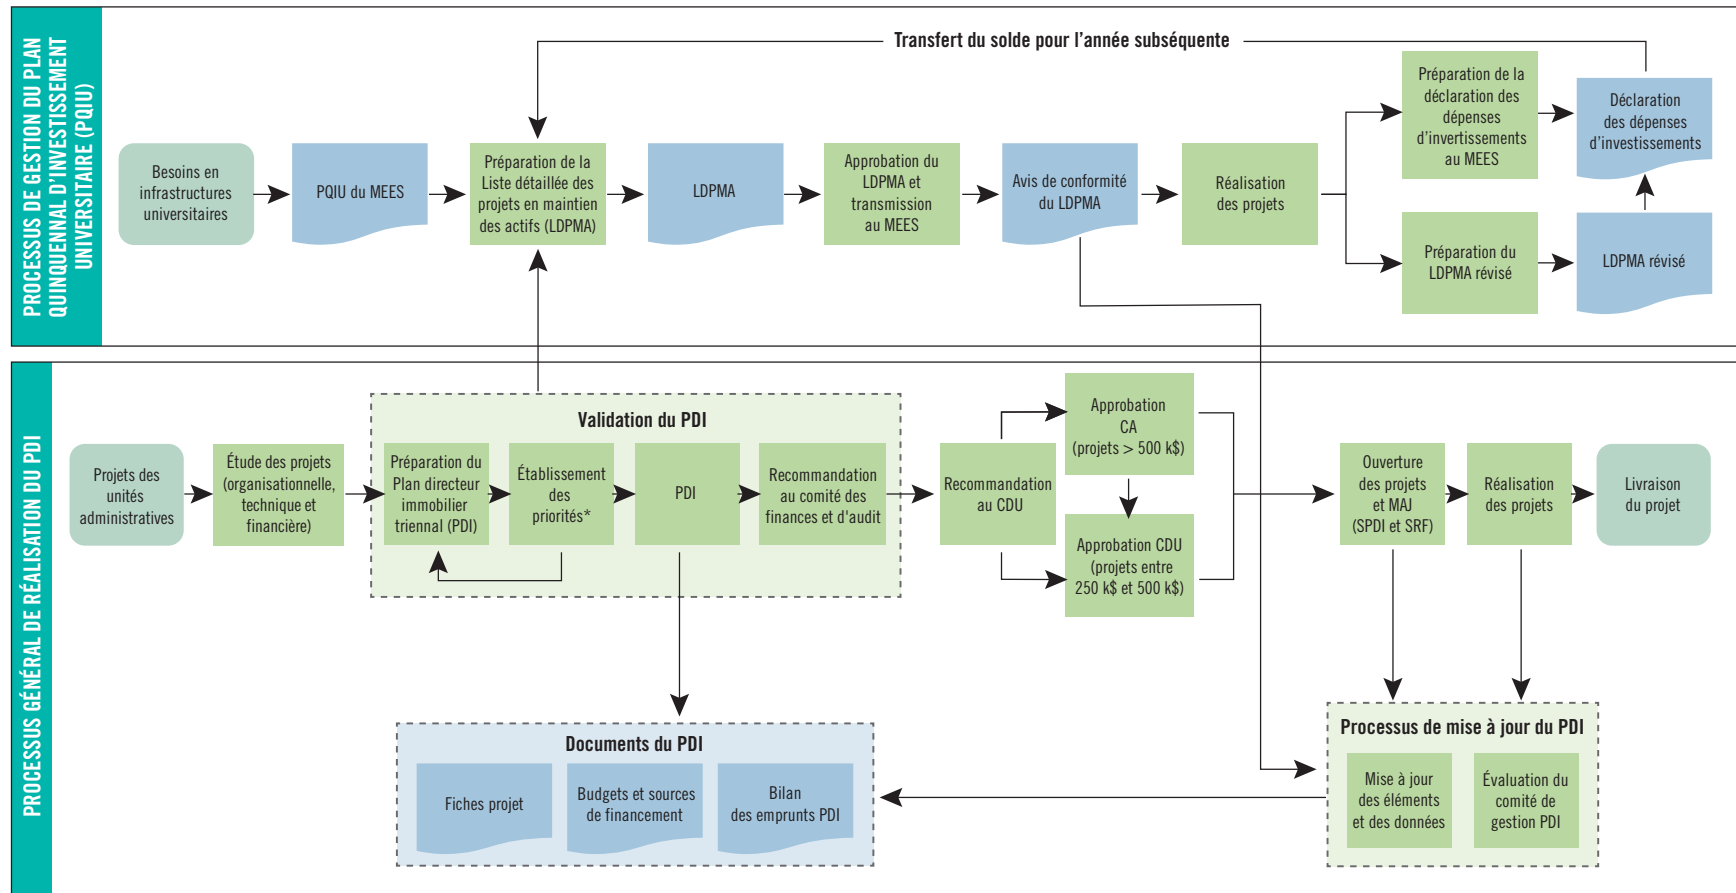 PROCESSUS DE GESTION DU PLAN
QUINQUENNAL D'INVESTISSEMENT
UNIVERSITAIRE (PQIU)
Transfert du solde pour l'année subséquente
Besoins en
infrastructures
universitaires
PQIU du MEES
Préparation de la
Liste détaillée des
projets en maintien
des actifs (LDPMA)
LDPMA
Approbation du
LDPMA et
transmission
au MEES
Avis de conformité
du LDPMA
Réalisation
des projets
Préparation de la
déclaration des
dépenses
d'invertissements
au MEES
Déclaration
des dépenses
d'investissements
Préparation du
LDPMA révisé
LDPMA révisé
PROCESSUS GÉNÉRAL DE RÉALISATION DU PDI
Projets des
unités
administratives
Étude des projets
(organisationnelle,
technique et
financière)
Validation du PDI
Préparation du
Plan directeur
immobilier
triennal (PDI)
Établissement
des
priorités*
PDI
Recommandation
au comité des
finances et d'audit
Recommandation
au CDU
Approbation
CA
(projets > 500 k$)
Approbation CDU
(projets entre
250 k$ et 500 k$)
Ouverture
des projets
et MAJ
(SPDI et SRF)
Réalisation
des projets
Livraison
du projet
Documents du PDI
Fiches projet
Budgets et sources
de financement
Bilan
des emprunts PDI
Processus de mise à jour du PDI
Mise à jour
des éléments
et des données
Évaluation du
comité de
gestion PDI